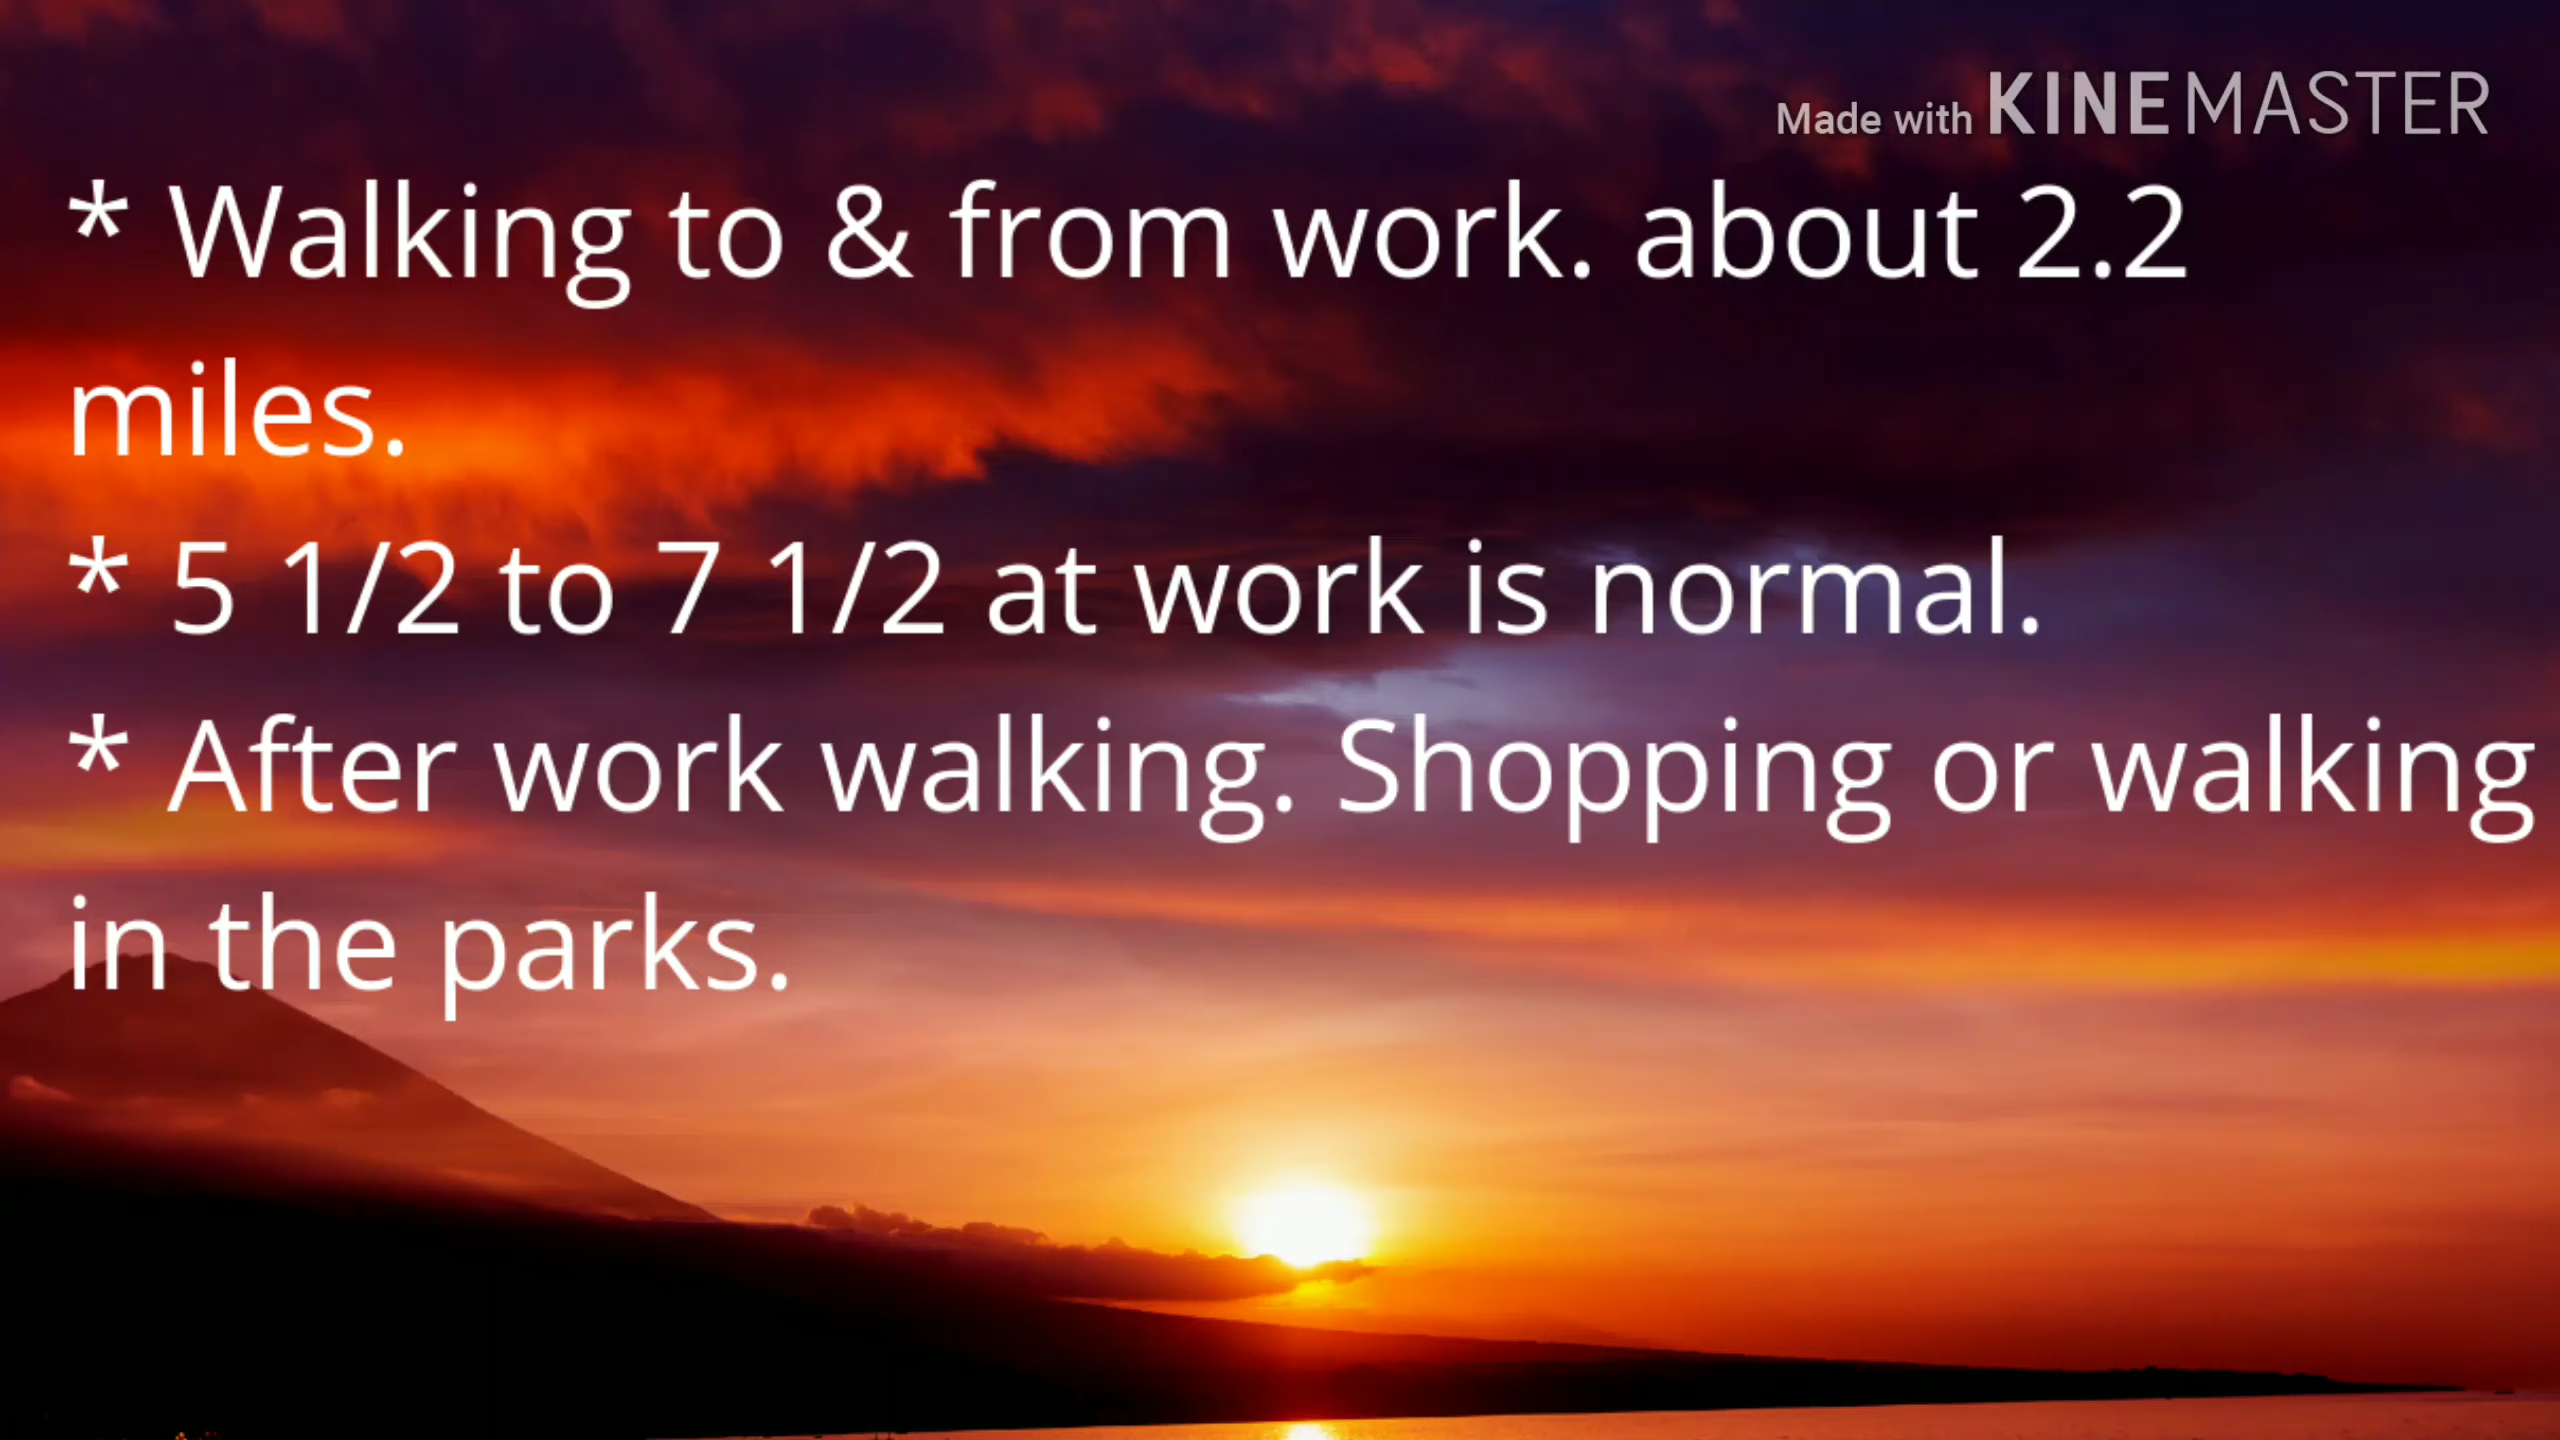 Made with KINEMASTER
* Walking to & from work. about 2.2
miles.
* 5 1/2 to 7 1/2 at work is normal.
* After work walking. Shopping or walking
in the parks.